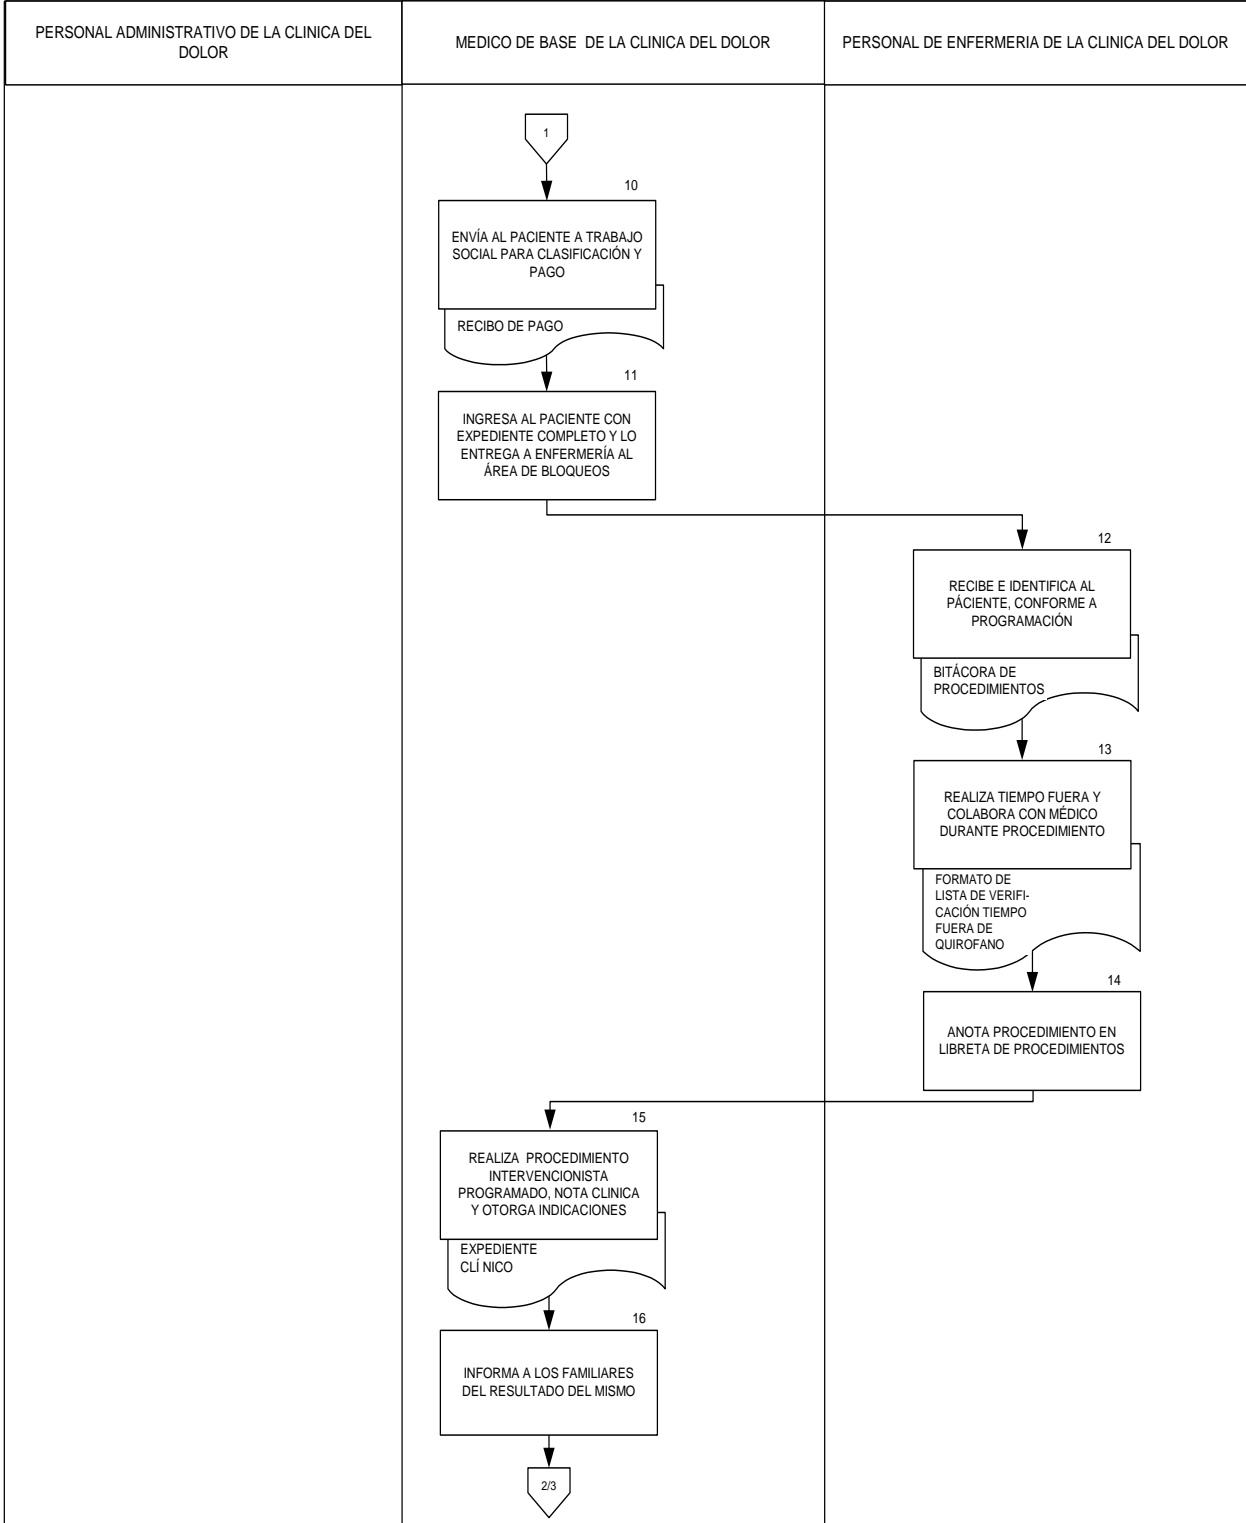 PERSONAL ADMINISTRATIVO DE LA CLINICA DEL
DOLOR
MEDICO DE BASE DE LA CLINICA DEL DOLOR
PERSONAL DE ENFERMERIA DE LA CLINICA DEL DOLOR
1
10
ENVÍA AL PACIENTE A TRABAJO
SOCIAL PARA CLASIFICACIÓN Y
PAGO
RECIBO DE PAGO
11
INGRESA AL PACIENTE CON
EXPEDIENTE COMPLETO Y LO
ENTREGA A ENFERMERÍA AL
ÁREA DE BLOQUEOS
12
RECIBE E IDENTIFICA AL
PÁCIENTE, CONFORME A
PROGRAMACIÓN
BITÁCORA DE
PROCEDIMIENTOS
13
REALIZA TIEMPO FUERA Y
COLABORA CON MÉDICO
DURANTE PROCEDIMIENTO
FORMATO DE
LISTA DE VERIFI-
CACIÓN TIEMPO
FUERA DE
QUIROFANO
14
ANOTA PROCEDIMIENTO EN
LIBRETA DE PROCEDIMIENTOS
15
REALIZA PROCEDIMIENTO
INTERVENCIONISTA
PROGRAMADO, NOTA CLINICA
Y OTORGA INDICACIONES
EXPEDIENTE
CLÍ NICO
16
INFORMA A LOS FAMILIARES
DEL RESULTADO DEL MISMO
2/3